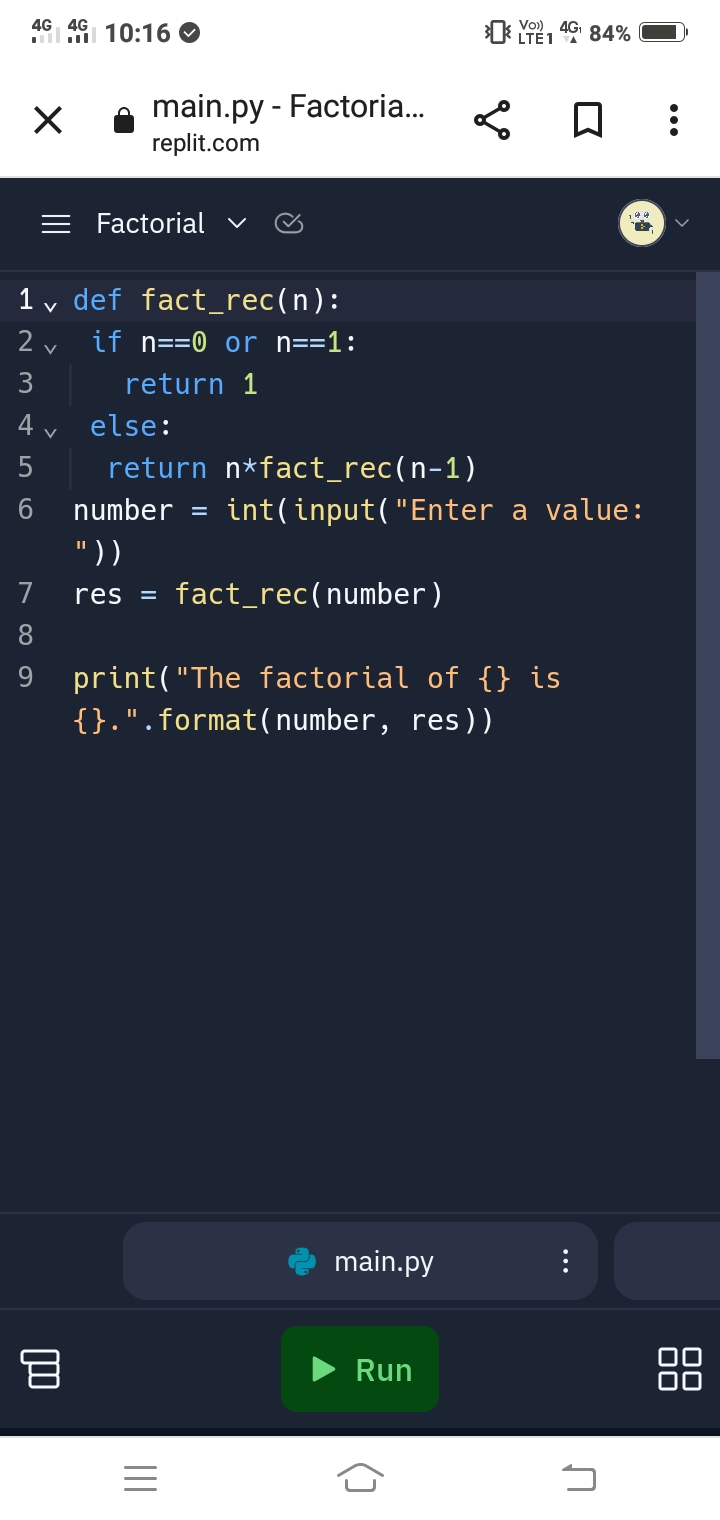 4G 4G 10:16 Vo)) LTE1 4G 84%
main.py - Factoria...
replit.com
Factorial
1 def fact_rec(n):
2  if n==0 or n==1:
3    return 1
4  else:
5   return n*fact_rec(n-1)
6 number = int(input("Enter a value:
"))
7 res = fact_rec(number)
8
9 print("The factorial of {} is
{}.".format(number, res))
main.py
Run